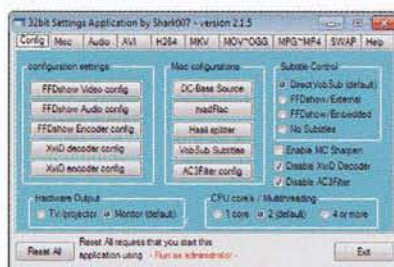 32bit Settings Application by Shark007 - version 2.1.5
Config Misc Audio AVI H264 MKV MOV~OGG MPG~MP4 SWAP Help
configuration settings:
FFDshow Video config
FFDshow Audio config
FFDshow Encoder config
XviD decoder config
XviD encoder config
Misc configurations:
DC-Bass Source
madFlac
Haali splitter
VobSub Subtitles
AC3Filter config
Subtitle Control
DirectVobSub (default)
FFDshow/External
FFDshow/Embedded
No Subtitles
Enable MC Sharpen
Disable XviD Decoder
Disable AC3Filter
Hardware Output
TV/projector Monitor (default)
CPU core's / Multithreading
1 core 2 (default) 4 or more
Reset All
Reset All requires that you start this
application using - Run as administrator -
Exit